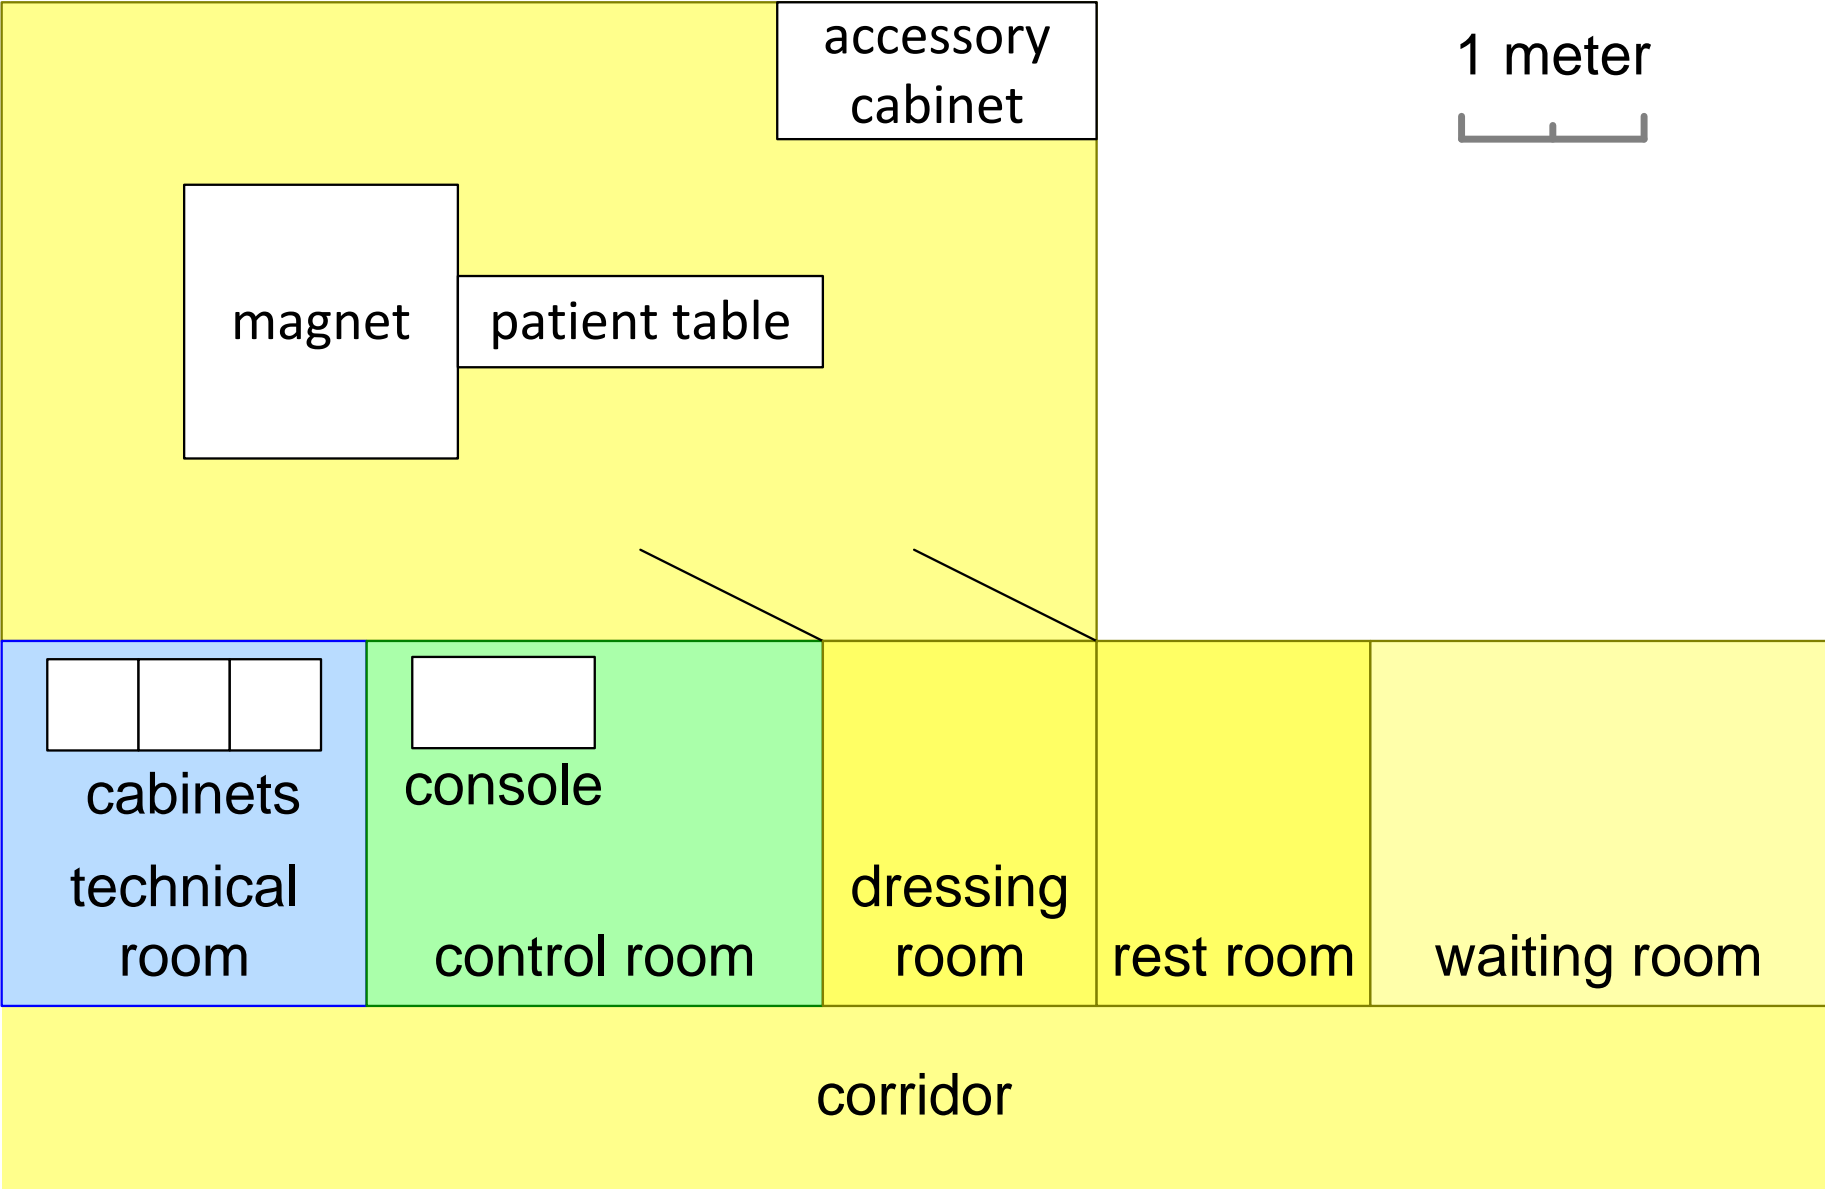 accessory
cabinet
1 meter
magnet
patient table
cabinets
console
technical
room
control room
dressing
room
rest room
waiting room
corridor